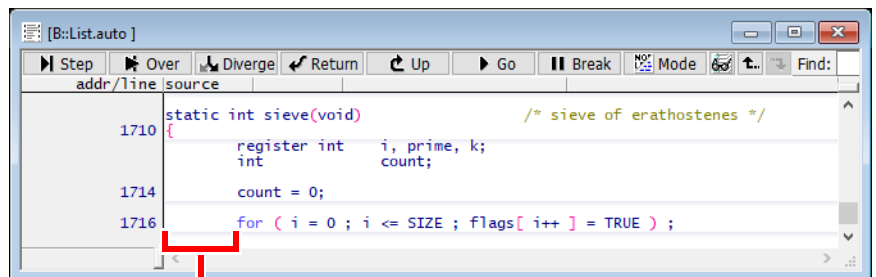 [B::List.auto ]
Step Over Diverge Return Up Go Break Mode t.. Find:
addr/line source
static int sieve(void) /* sieve of erathostenes */
1710 {
register int i, prime, k;
int count;
1714 count = 0;
1716 for ( i = 0 ; i <= SIZE ; flags[ i++ ] = TRUE ) ;